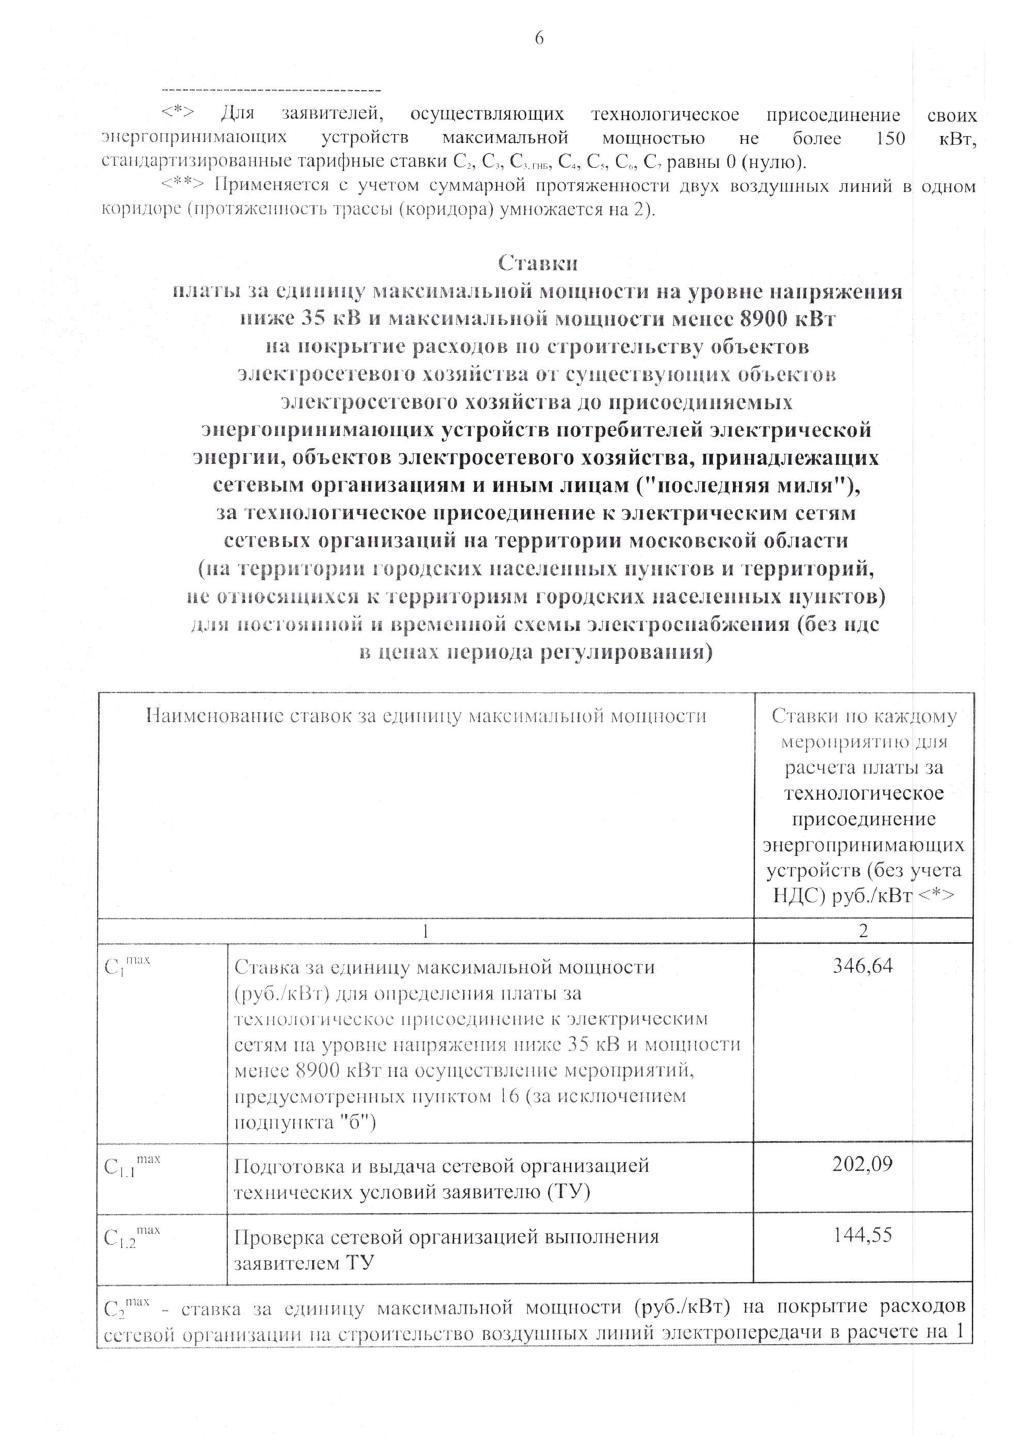 6
--------------------------------
<*> Для заявителей, осуществляющих технологическое присоединение своих
энергопринимающих устройств максимальной мощностью не более 150 кВт,
стандартизированные тарифные ставки С₂, С₃, С₃.ГНБ, С₄, С₅, С₆, С₇ равны 0 (нулю).
<**> Применяется с учетом суммарной протяженности двух воздушных линий в одном
коридоре (протяженность трассы (коридора) умножается на 2).
Ставки
платы за единицу максимальной мощности на уровне напряжения
ниже 35 кВ и максимальной мощности менее 8900 кВт
на покрытие расходов по строительству объектов
электросетевого хозяйства от существующих объектов
электросетевого хозяйства до присоединяемых
энергопринимающих устройств потребителей электрической
энергии, объектов электросетевого хозяйства, принадлежащих
сетевым организациям и иным лицам ("последняя миля"),
за технологическое присоединение к электрическим сетям
сетевых организаций на территории московской области
(на территории городских населенных пунктов и территорий,
не относящихся к территориям городских населенных пунктов)
для постоянной и временной схемы электроснабжения (без ндс
в ценах периода регулирования)
Наименование ставок за единицу максимальной мощности
Ставки по каждому
мероприятию для
расчета платы за
технологическое
присоединение
энергопринимающих
устройств (без учета
НДС) руб./кВт <*>
1
2
С₁max
Ставка за единицу максимальной мощности
(руб./кВт) для определения платы за
технологическое присоединение к электрическим
сетям на уровне напряжения ниже 35 кВ и мощности
менее 8900 кВт на осуществление мероприятий,
предусмотренных пунктом 16 (за исключением
подпункта "б")
346,64
С₁.₁max
Подготовка и выдача сетевой организацией
технических условий заявителю (ТУ)
202,09
С₁.₂max
Проверка сетевой организацией выполнения
заявителем ТУ
144,55
С₂max - ставка за единицу максимальной мощности (руб./кВт) на покрытие расходов
сетевой организации на строительство воздушных линий электропередачи в расчете на 1